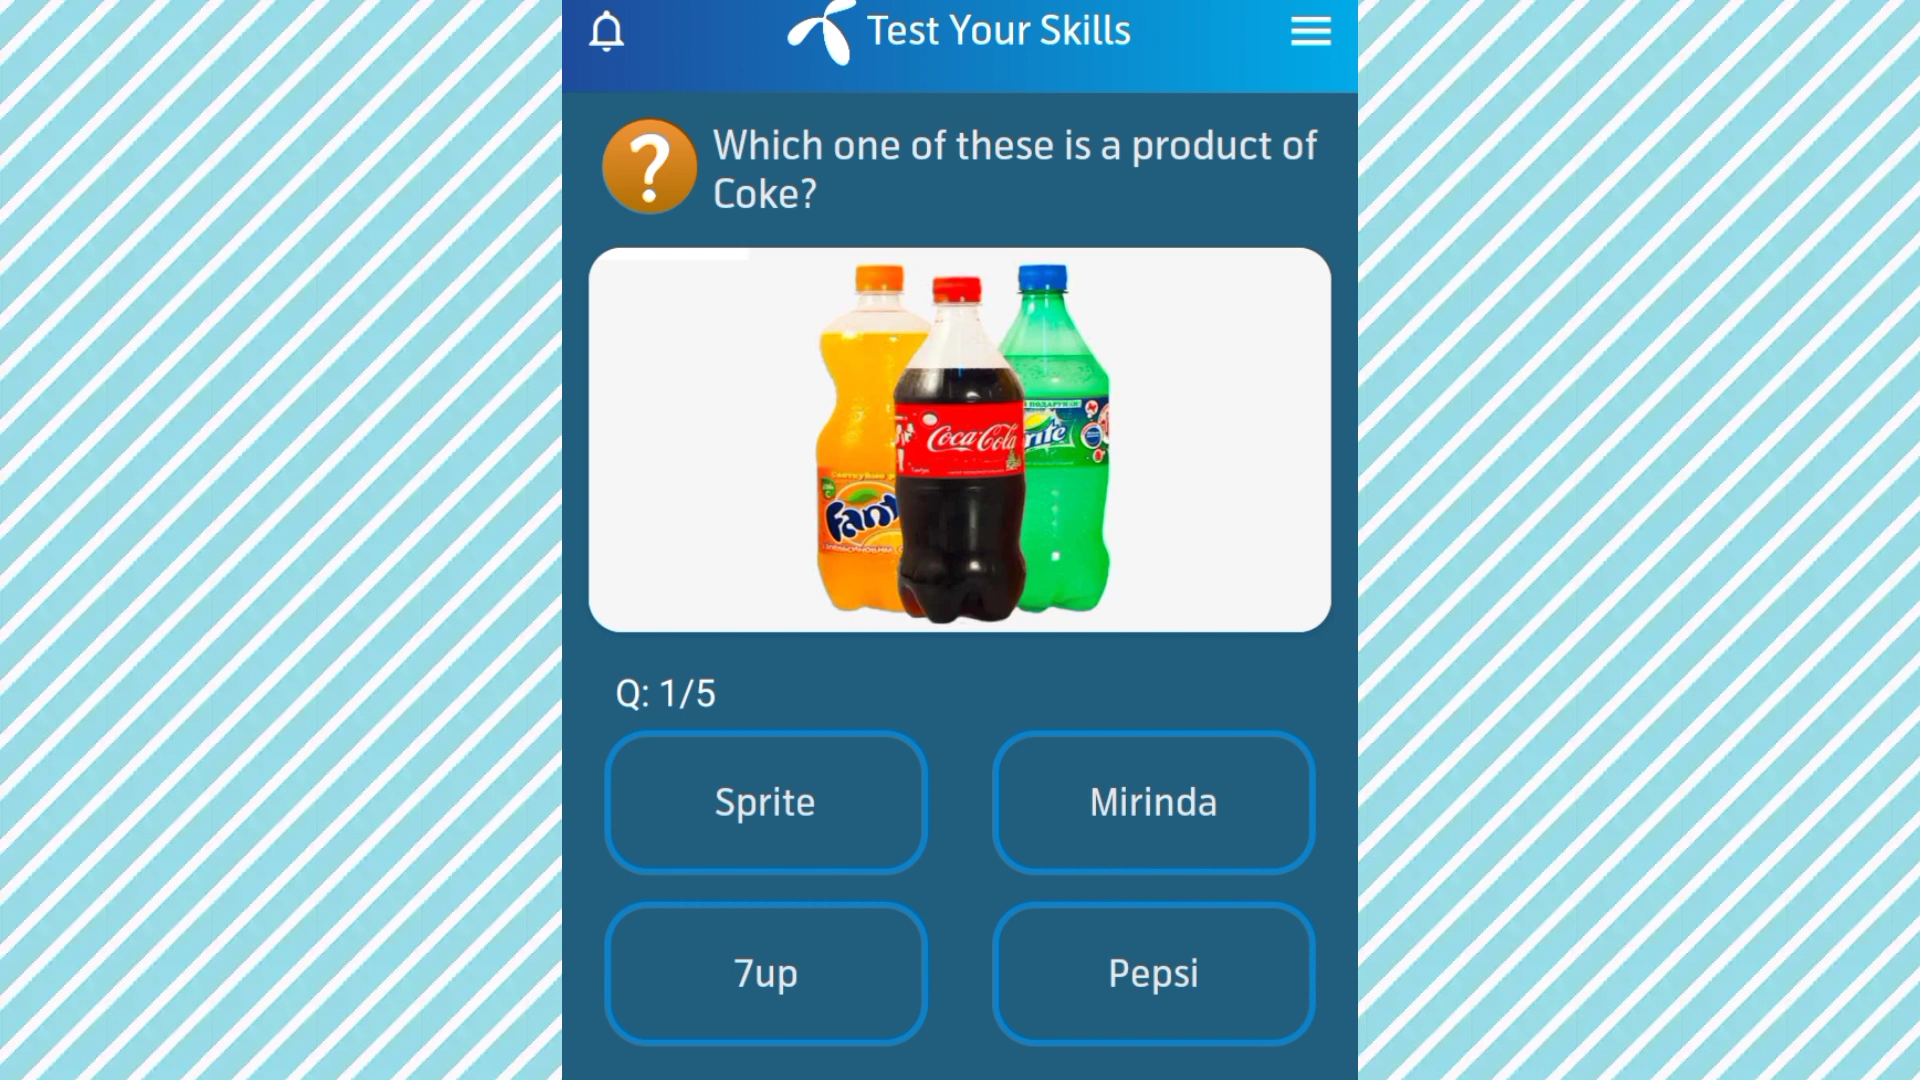 Test Your Skills
Which one of these is a product of
Coke?
Coca-Cola
Q: 1/5
Sprite
Mirinda
7up
Pepsi